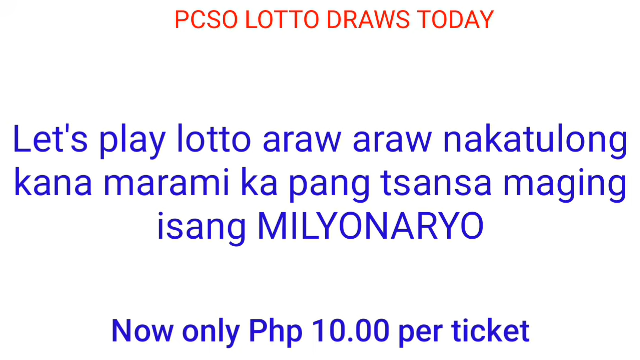 PCSO LOTTO DRAWS TODAY
Let's play lotto araw araw nakatulong
kana marami ka pang tsansa maging
isang MILYONARYO
Now only Php 10.00 per ticket